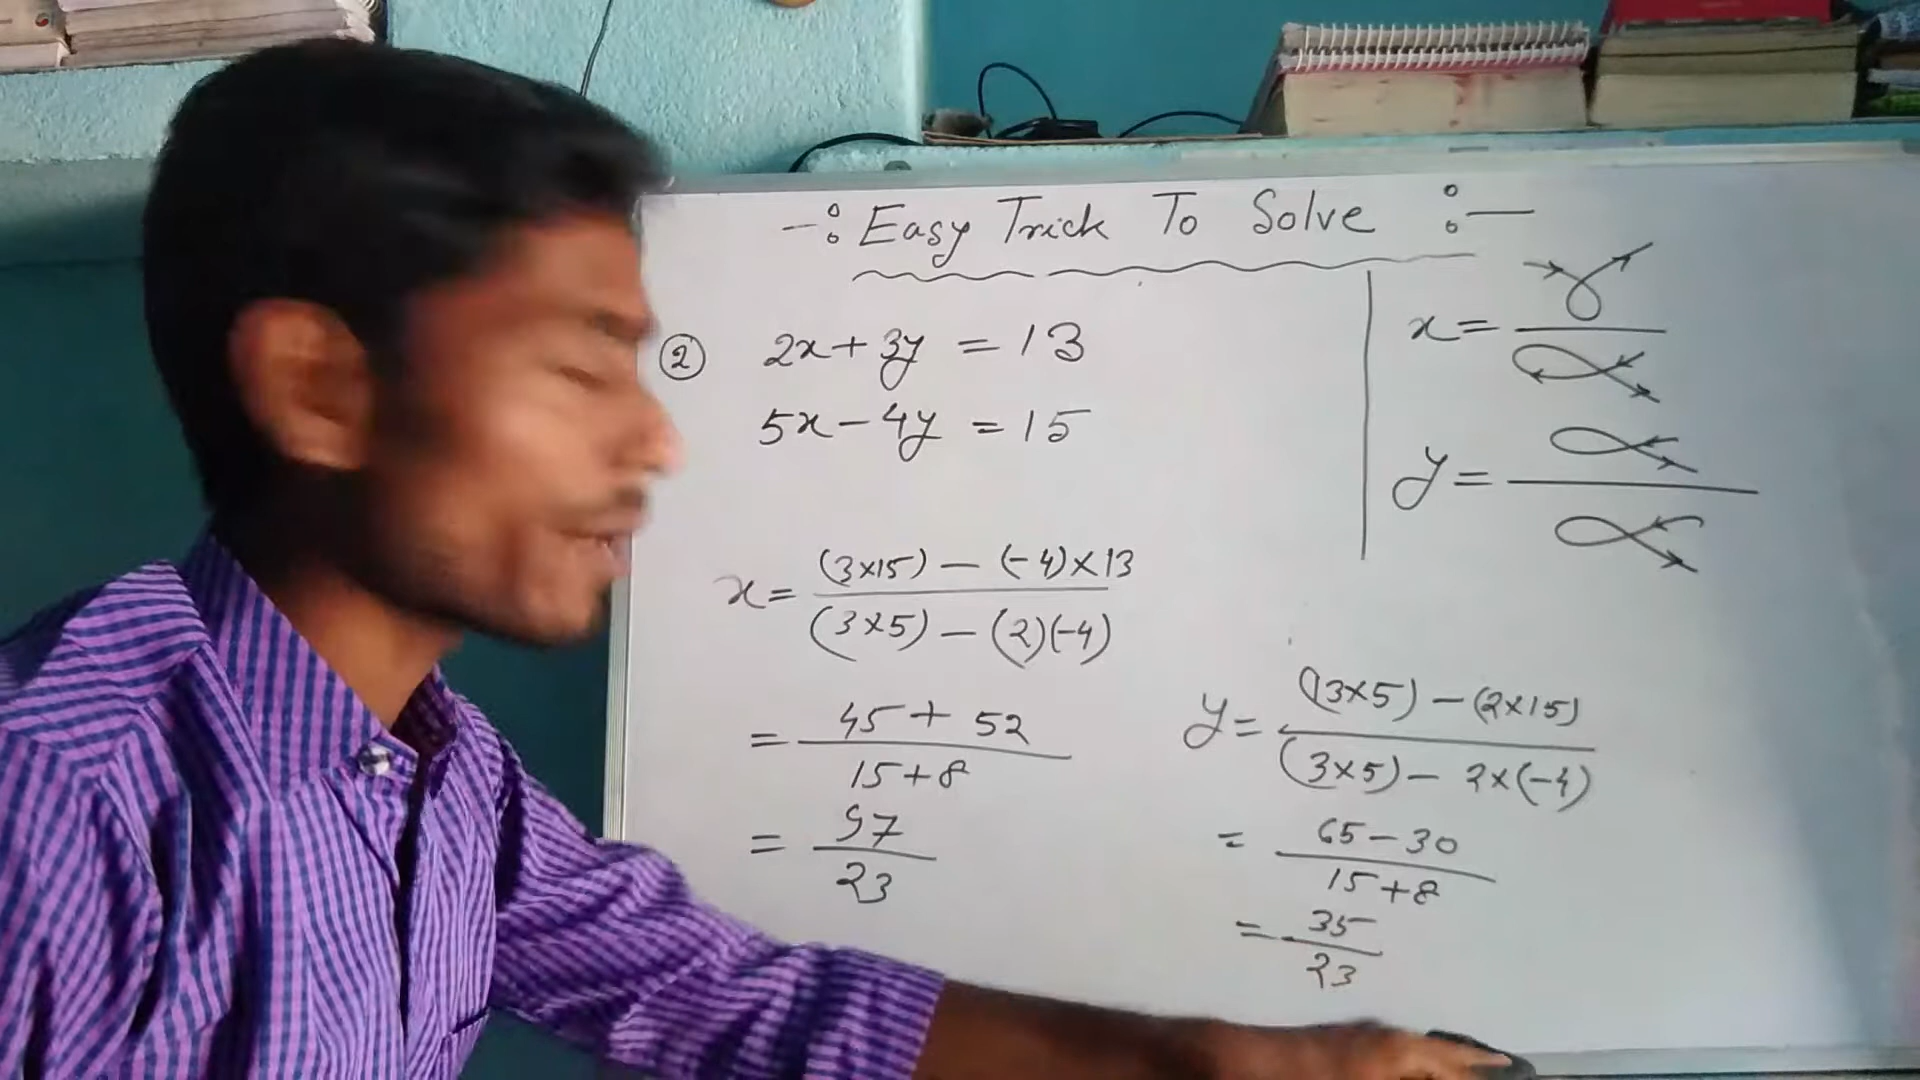 -: Easy Trick To Solve :-
② 2x + 3y = 13
5x - 4y = 15
x =
y =
x = (3×15) - (-4)×13 / (3×5) - (2)(-4)
= 45 + 52 / 15 + 8
= 97 / 23
y = (13×5) - (2×15) / (3×5) - 2×(-4)
= 65 - 30 / 15 + 8
= 35 / 23